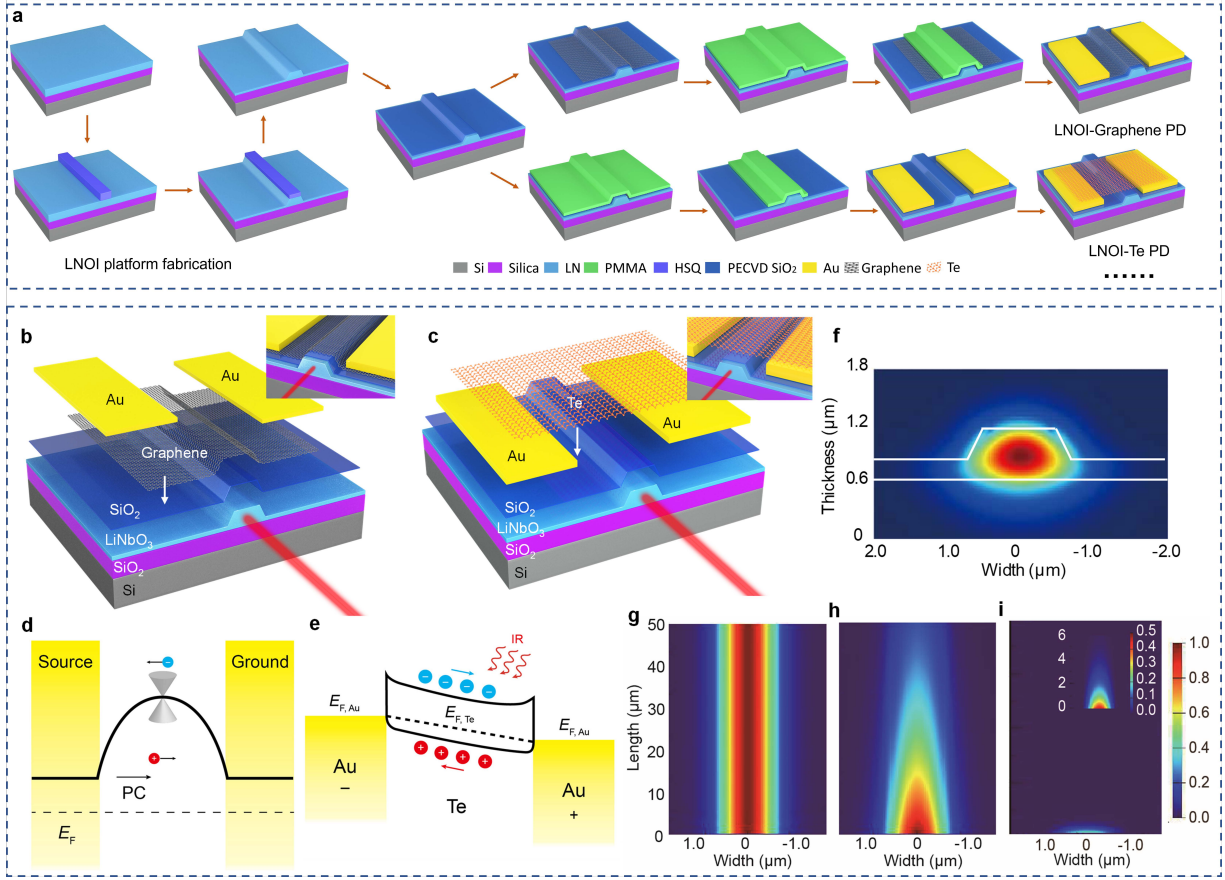 a
LNOI-Graphene PD
LNOI platform fabrication
LNOI-Te PD
Si Silica LN PMMA HSQ PECVD SiO₂ Au Graphene Te
......
b
Au
Au
Graphene
SiO₂
LiNbO₃
SiO₂
Si
c
Te
Au
Au
SiO₂
LiNbO₃
SiO₂
Si
f
1.8
1.2
0.6
0
Thickness (µm)
2.0 1.0 0 -1.0 -2.0
Width (µm)
d
Source
Ground
PC
E_F
e
IR
E_F, Au
E_F, Te
E_F, Au
Au
−
Te
Au
+
g
50
40
30
20
10
0
Length (µm)
1.0 0 -1.0
Width (µm)
h
1.0 0 -1.0
Width (µm)
i
6
4
2
0
0.5
0.4
0.3
0.2
0.1
0.0
1.0
0.8
0.6
0.4
0.2
0.0
1.0 0 -1.0
Width (µm)